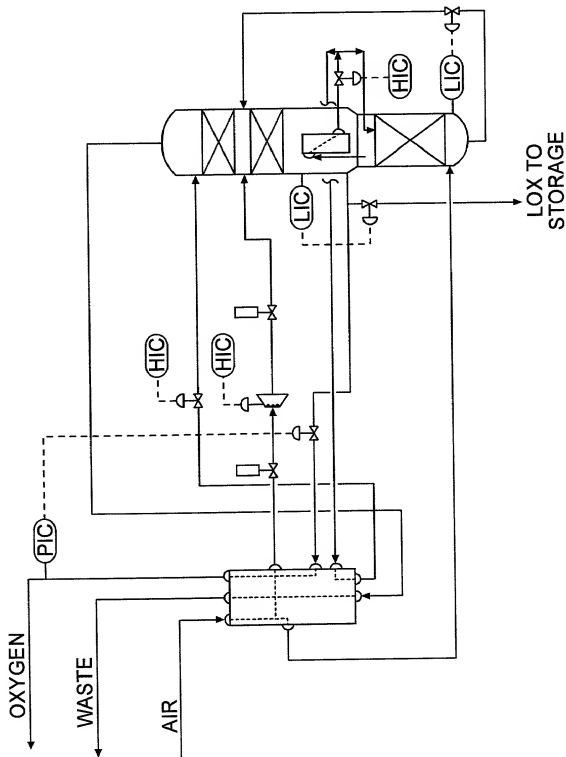 OXYGEN
WASTE
AIR
PIC
HIC
HIC
LIC
HIC
LIC
LOX TO
STORAGE